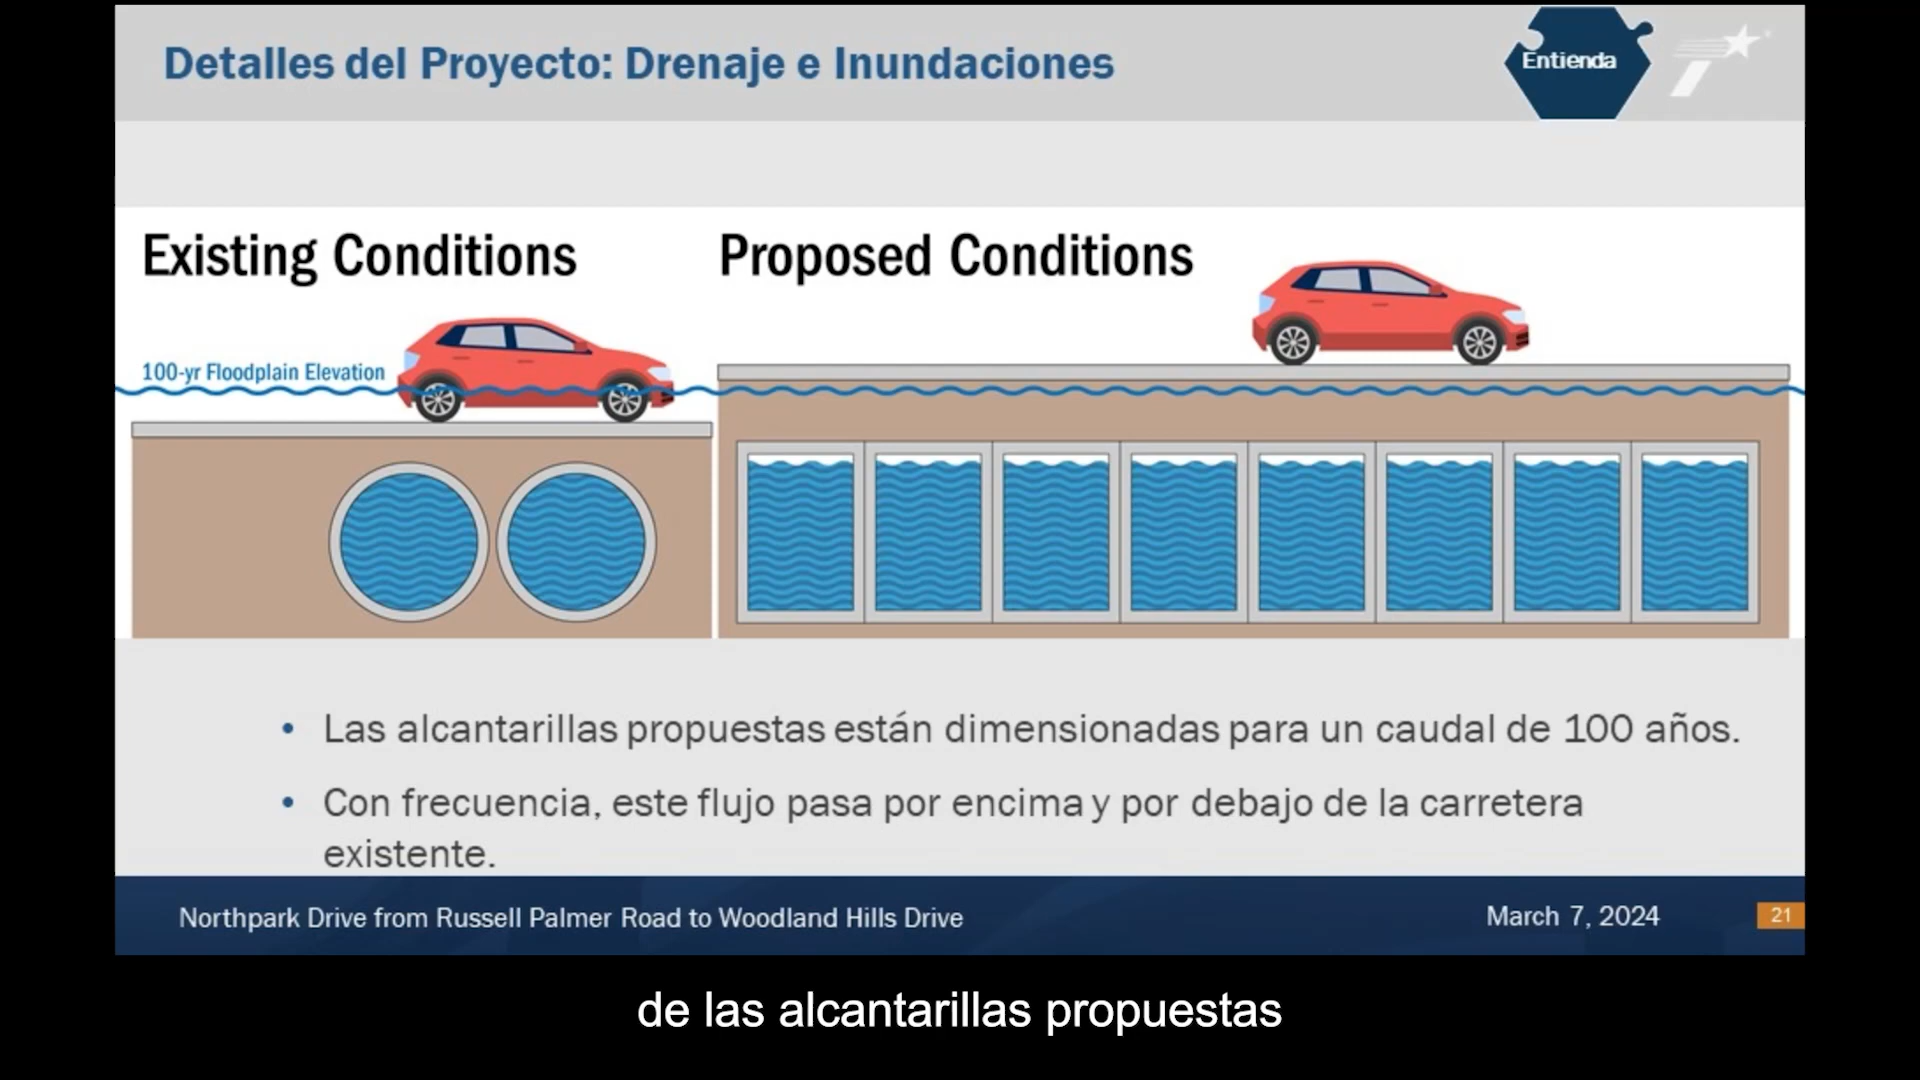 Detalles del Proyecto: Drenaje e Inundaciones
Entienda
Existing Conditions
Proposed Conditions
100-yr Floodplain Elevation
• Las alcantarillas propuestas están dimensionadas para un caudal de 100 años.
• Con frecuencia, este flujo pasa por encima y por debajo de la carretera
existente.
Northpark Drive from Russell Palmer Road to Woodland Hills Drive
March 7, 2024
21
de las alcantarillas propuestas